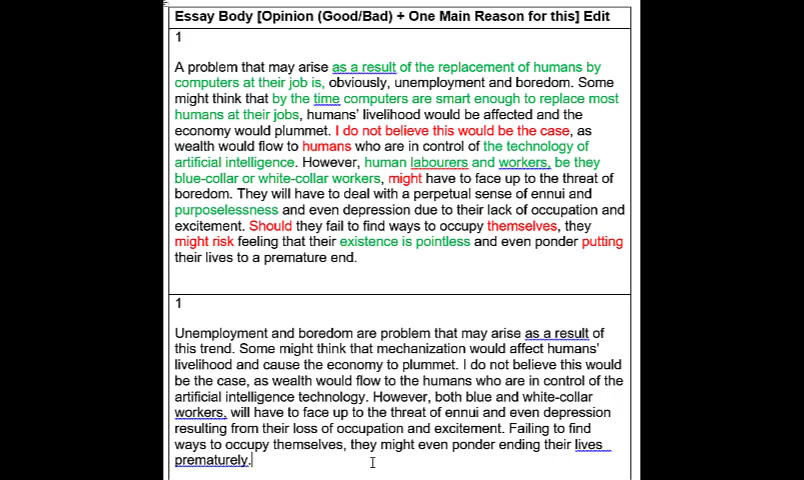 Essay Body [Opinion (Good/Bad) + One Main Reason for this] Edit
1
A problem that may arise as a result of the replacement of humans by
computers at their job is, obviously, unemployment and boredom. Some
might think that by the time computers are smart enough to replace most
humans at their jobs, humans' livelihood would be affected and the
economy would plummet. I do not believe this would be the case, as
wealth would flow to humans who are in control of the technology of
artificial intelligence. However, human labourers and workers, be they
blue-collar or white-collar workers, might have to face up to the threat of
boredom. They will have to deal with a perpetual sense of ennui and
purposelessness and even depression due to their lack of occupation and
excitement. Should they fail to find ways to occupy themselves, they
might risk feeling that their existence is pointless and even ponder putting
their lives to a premature end.
1
Unemployment and boredom are problem that may arise as a result of
this trend. Some might think that mechanization would affect humans'
livelihood and cause the economy to plummet. I do not believe this would
be the case, as wealth would flow to the humans who are in control of the
artificial intelligence technology. However, both blue and white-collar
workers, will have to face up to the threat of ennui and even depression
resulting from their loss of occupation and excitement. Failing to find
ways to occupy themselves, they might even ponder ending their lives
prematurely.